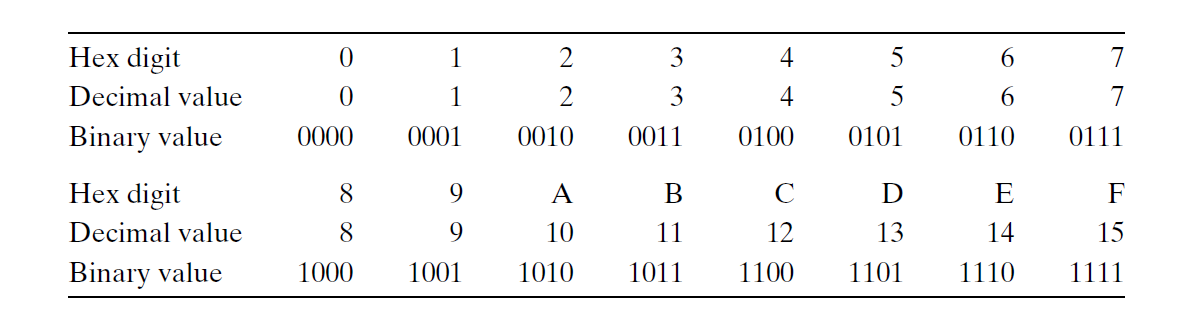 Hex digit 0 1 2 3 4 5 6 7
Decimal value 0 1 2 3 4 5 6 7
Binary value 0000 0001 0010 0011 0100 0101 0110 0111
Hex digit 8 9 A B C D E F
Decimal value 8 9 10 11 12 13 14 15
Binary value 1000 1001 1010 1011 1100 1101 1110 1111